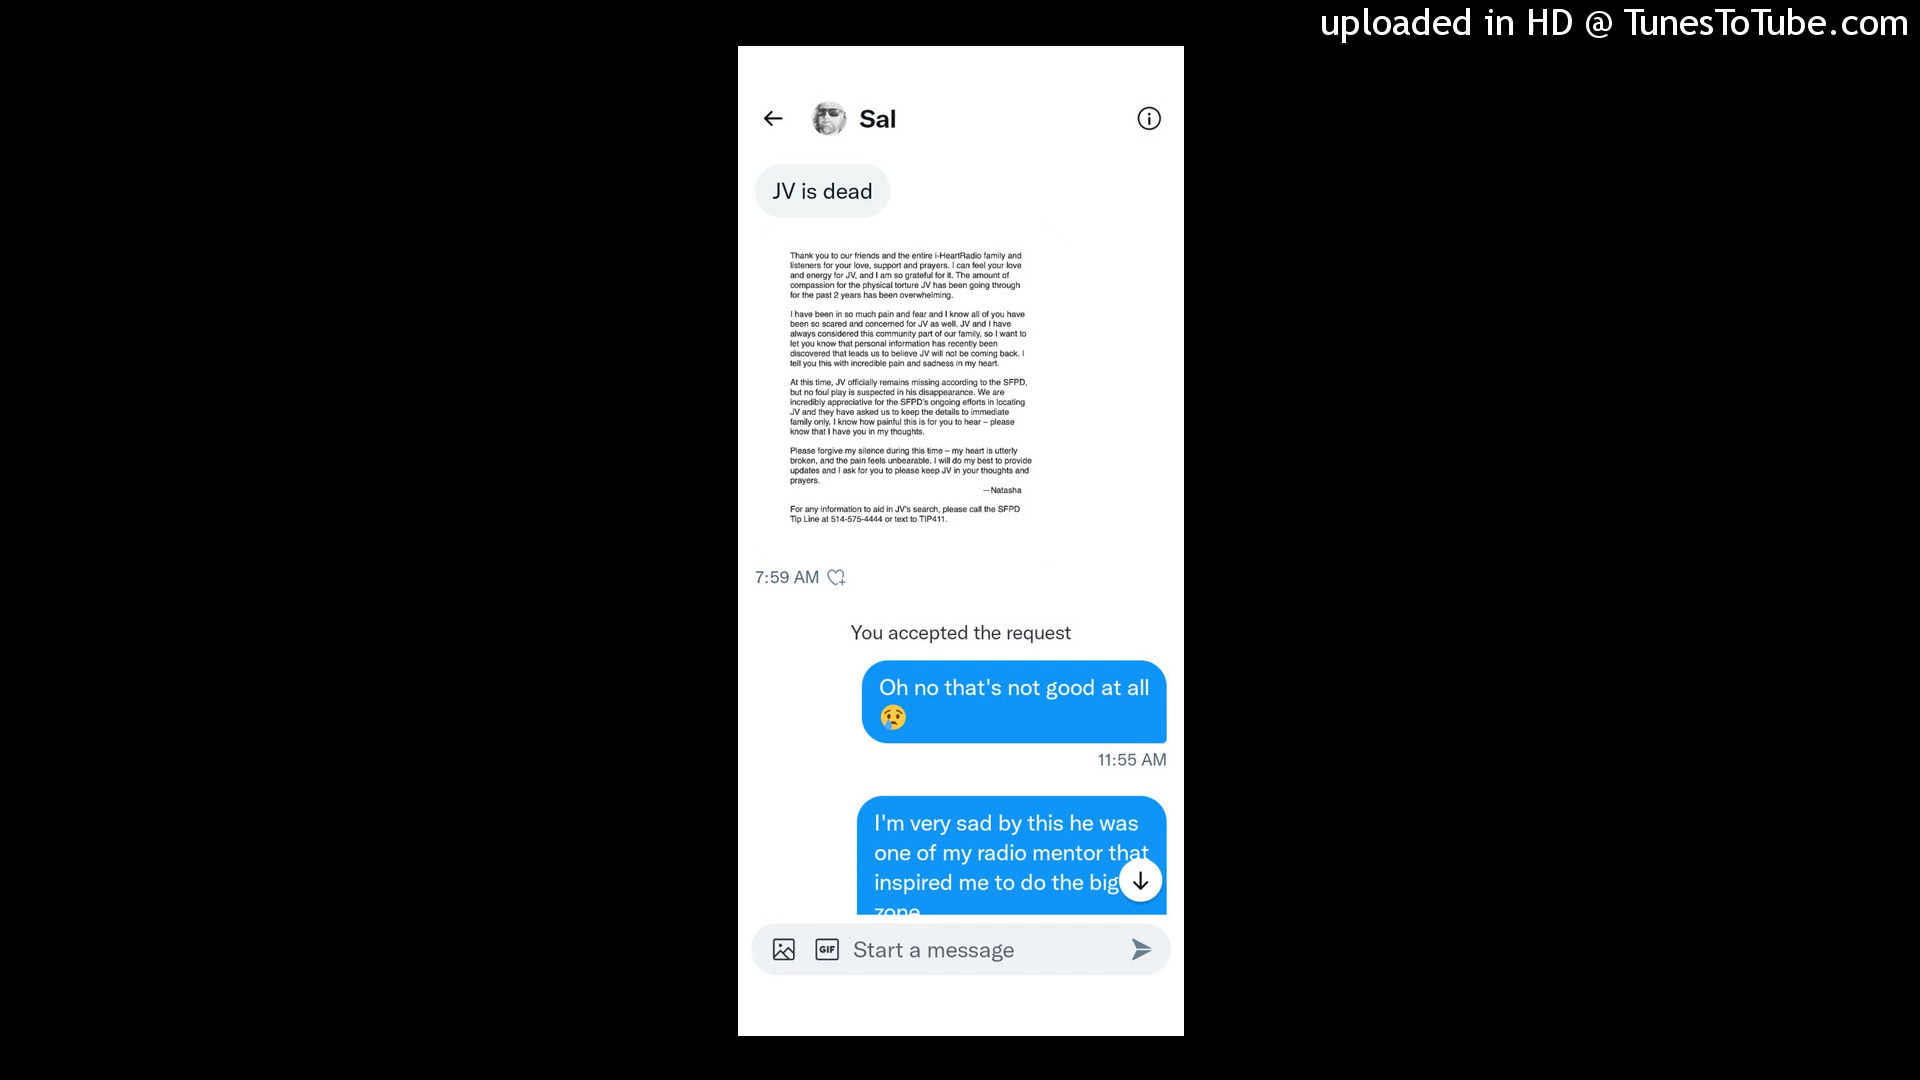 uploaded in HD @ TunesToTube.com
Sal
JV is dead
Thank you to our friends and the entire i-HeartRadio family and
listeners for your love, support and prayers. I can feel your love
and energy for JV, and I am so grateful for it. The amount of
compassion for the physical torture JV has been going through
for the past 2 years has been overwhelming.
I have been in so much pain and fear and I know all of you have
been so scared and concerned for JV as well. JV and I have
always considered this community part of our family, so I want to
let you know that personal information has recently been
discovered that leads us to believe JV will not be coming back. I
tell you this with incredible pain and sadness in my heart.
At this time, JV officially remains missing according to the SFPD,
but no foul play is suspected in his disappearance. We are
incredibly appreciative for the SFPD's ongoing efforts in locating
JV and they have asked us to keep the details to immediate
family only. I know how painful this is for you to hear – please
know that I have you in my thoughts.
Please forgive my silence during this time – my heart is utterly
broken, and the pain feels unbearable. I will do my best to provide
updates and I ask for you to please keep JV in your thoughts and
prayers.
—Natasha
For any information to aid in JV's search, please call the SFPD
Tip Line at 514-575-4444 or text to TIP411.
7:59 AM
You accepted the request
Oh no that's not good at all
😢
11:55 AM
I'm very sad by this he was
one of my radio mentor that
inspired me to do the big
zone
GIF Start a message